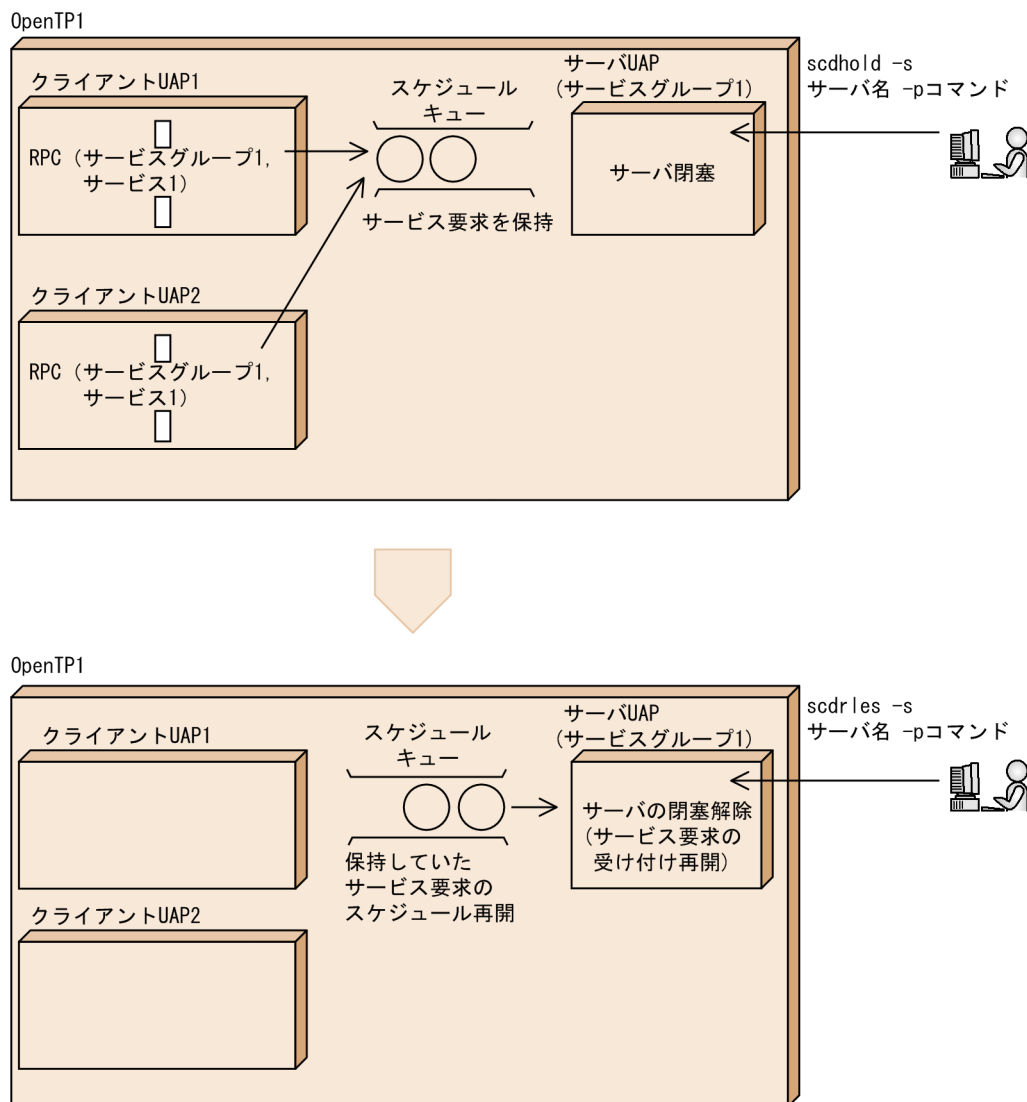 OpenTP1
クライアントUAP1
RPC（サービスグループ1,
サービス1）
スケジュール
キュー
サービス要求を保持
サーバUAP
（サービスグループ1）
サーバ閉塞
scdhold -s
サーバ名 -pコマンド
クライアントUAP2
RPC（サービスグループ1,
サービス1）
OpenTP1
クライアントUAP1
スケジュール
キュー
保持していた
サービス要求の
スケジュール再開
サーバUAP
（サービスグループ1）
サーバの閉塞解除
（サービス要求の
受け付け再開）
scdrles -s
サーバ名 -pコマンド
クライアントUAP2